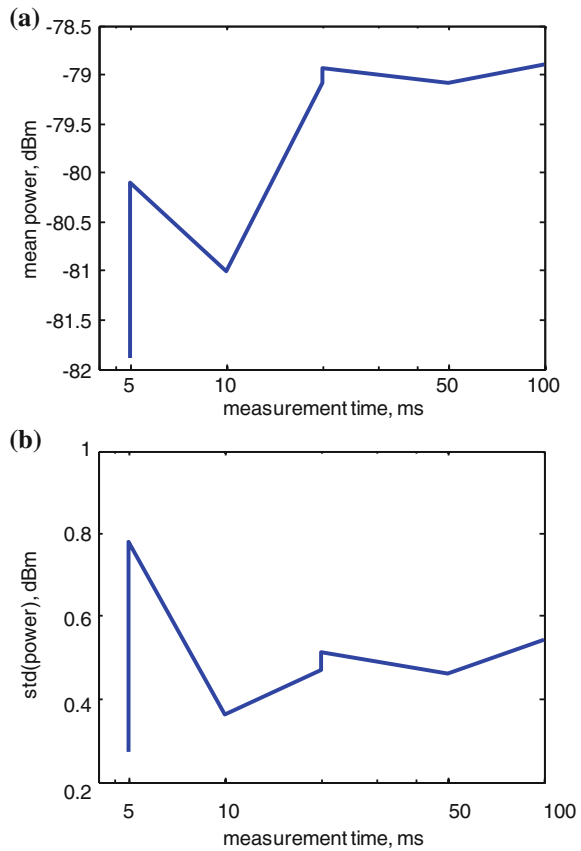 (a)
-78.5
-79
-79.5
-80
-80.5
-81
-81.5
-82
mean power, dBm
5 10 50 100
measurement time, ms
(b)
1
0.8
0.6
0.4
0.2
std(power), dBm
5 10 50 100
measurement time, ms